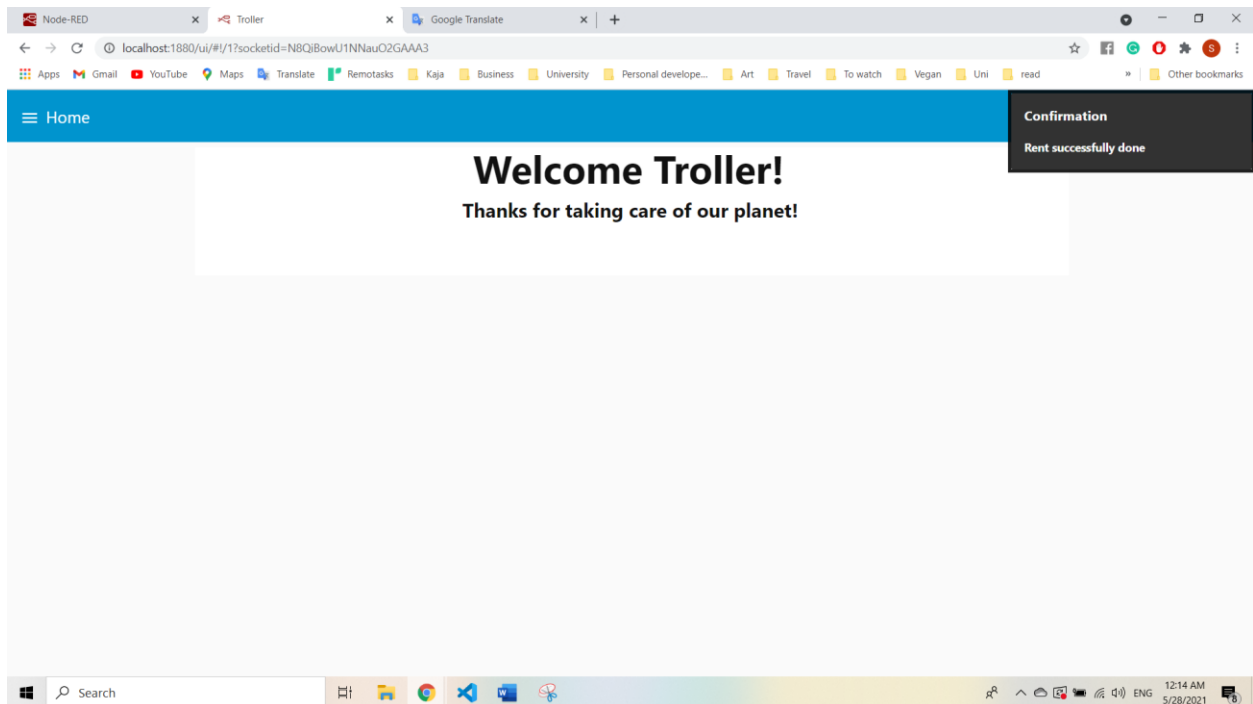 Node-RED
Troller
Google Translate
localhost:1880/ui/#!/1?socketid=N8QiBowU1NNauO2GAAA3
Apps Gmail YouTube Maps Translate Remotasks Kaja Business University Personal develope... Art Travel To watch Vegan Uni read » Other bookmarks
Home
Confirmation
Rent successfully done
Welcome Troller!
Thanks for taking care of our planet!
Search
ENG
12:14 AM
5/28/2021
8